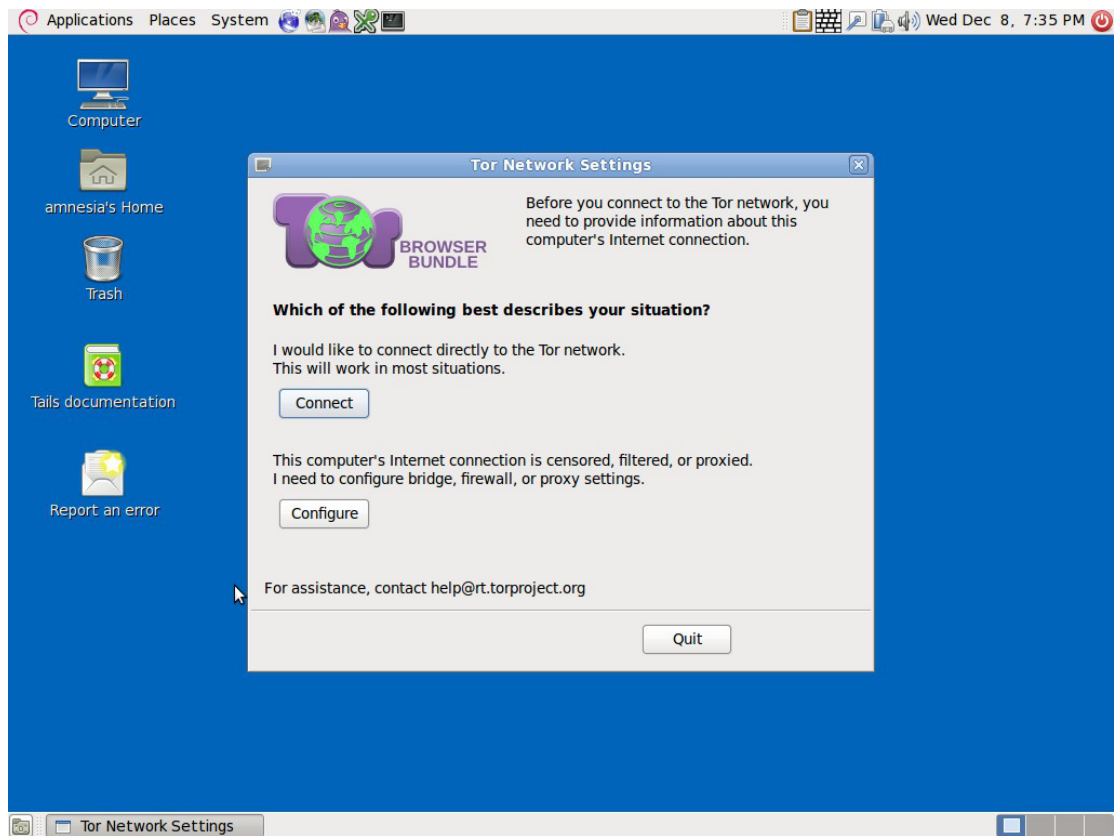 Applications Places System Wed Dec 8, 7:35 PM
Computer
amnesia's Home
Trash
Tails documentation
Report an error
Tor Network Settings
Tor
BROWSER
BUNDLE
Before you connect to the Tor network, you
need to provide information about this
computer's Internet connection.
Which of the following best describes your situation?
I would like to connect directly to the Tor network.
This will work in most situations.
Connect
This computer's Internet connection is censored, filtered, or proxied.
I need to configure bridge, firewall, or proxy settings.
Configure
For assistance, contact help@rt.torproject.org
Quit
Tor Network Settings